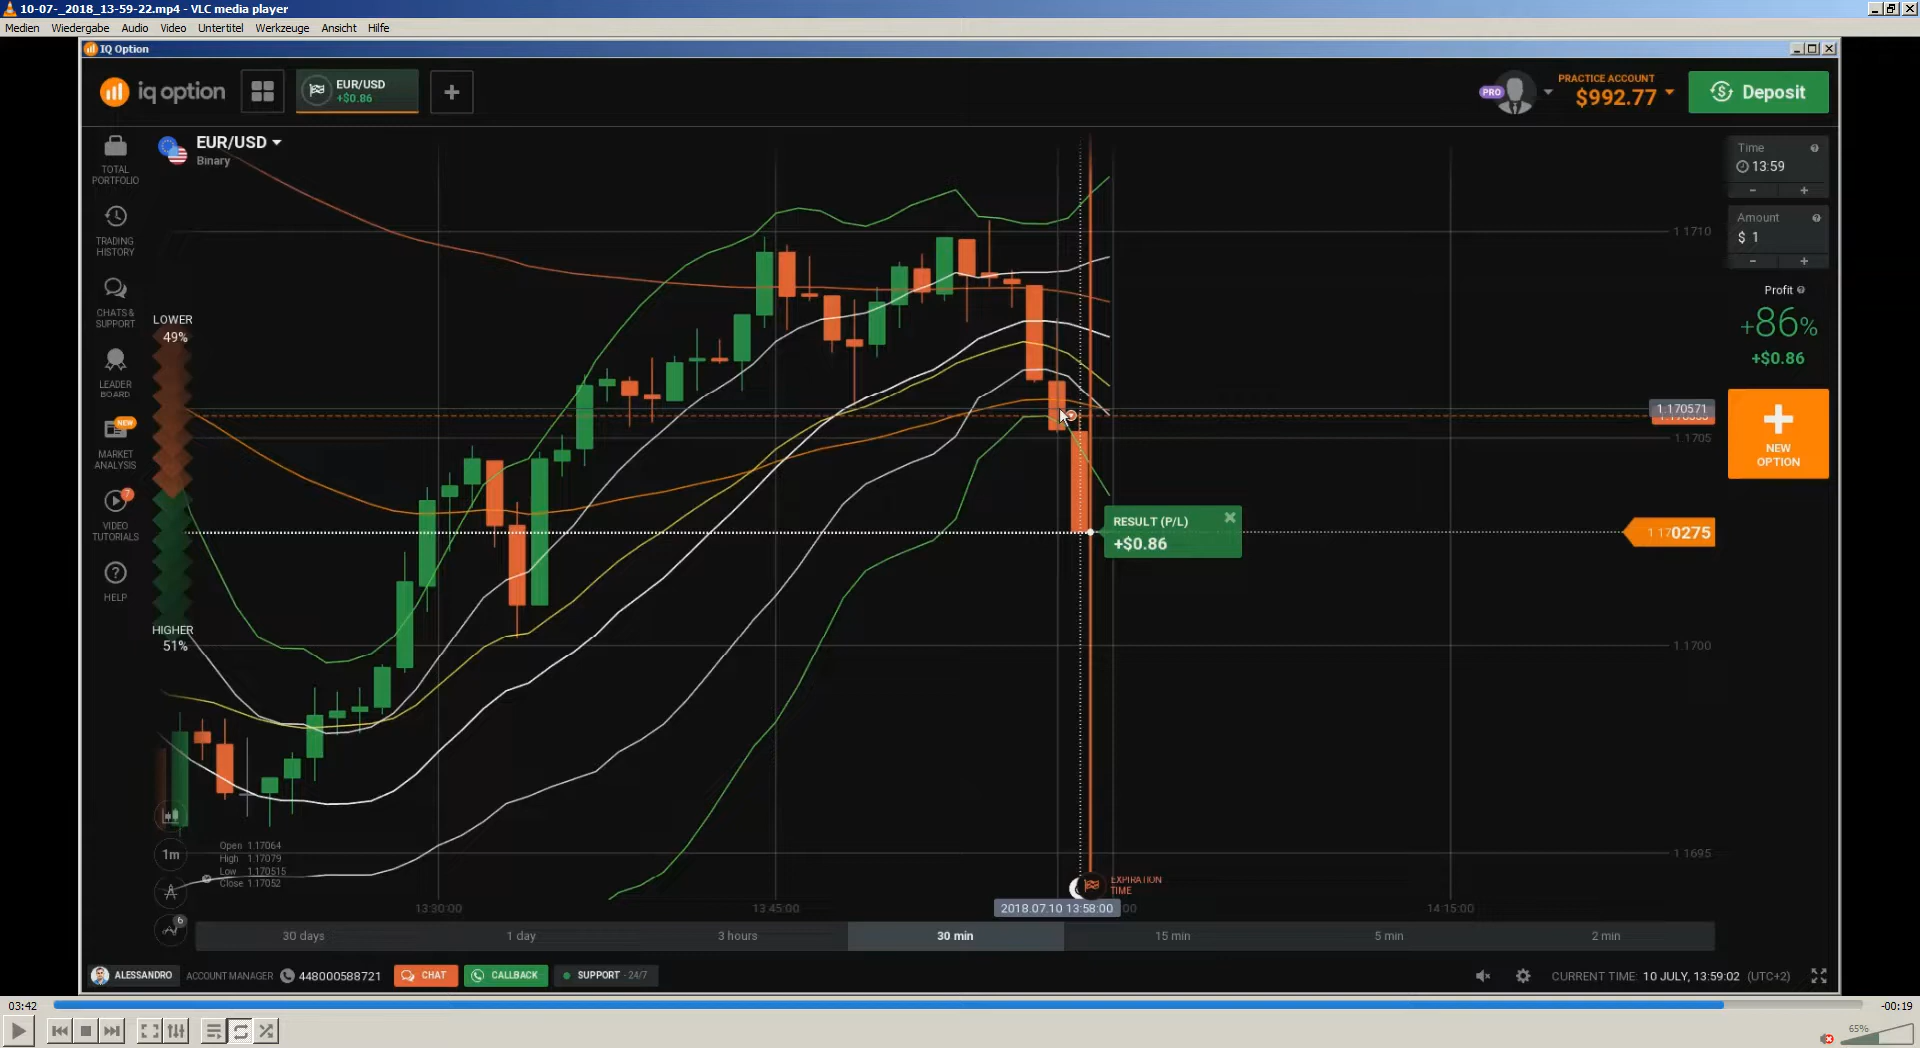 10-07-_2018_13-59-22.mp4 - VLC media player
Medien Wiedergabe Audio Video Untertitel Werkzeuge Ansicht Hilfe
IQ Option
iq option
EUR/USD
+$0.86
PRO
PRACTICE ACCOUNT
$992.77
Deposit
TOTAL PORTFOLIO
TRADING HISTORY
CHATS & SUPPORT
LEADER BOARD
NEW
MARKET ANALYSIS
7
VIDEO TUTORIALS
HELP
EUR/USD
Binary
LOWER
49%
HIGHER
51%
Time
13:59
- +
Amount
$ 1
- +
Profit
+86%
+$0.86
NEW OPTION
1.1710
1.170571
1.1705
1.170275
1.1700
1.1695
RESULT (P/L)
+$0.86
1m
6
Open 1.17064
High 1.17079
Low 1.170515
Close 1.17052
EXPIRATION TIME
13:30:00
13:45:00
2018.07.10 13:58:00
:00
14:15:00
30 days
1 day
3 hours
30 min
15 min
5 min
2 min
ALESSANDRO
ACCOUNT MANAGER
448000588721
CHAT
CALLBACK
SUPPORT - 24/7
CURRENT TIME: 10 JULY, 13:59:02 (UTC+2)
03:42
-00:19
65%